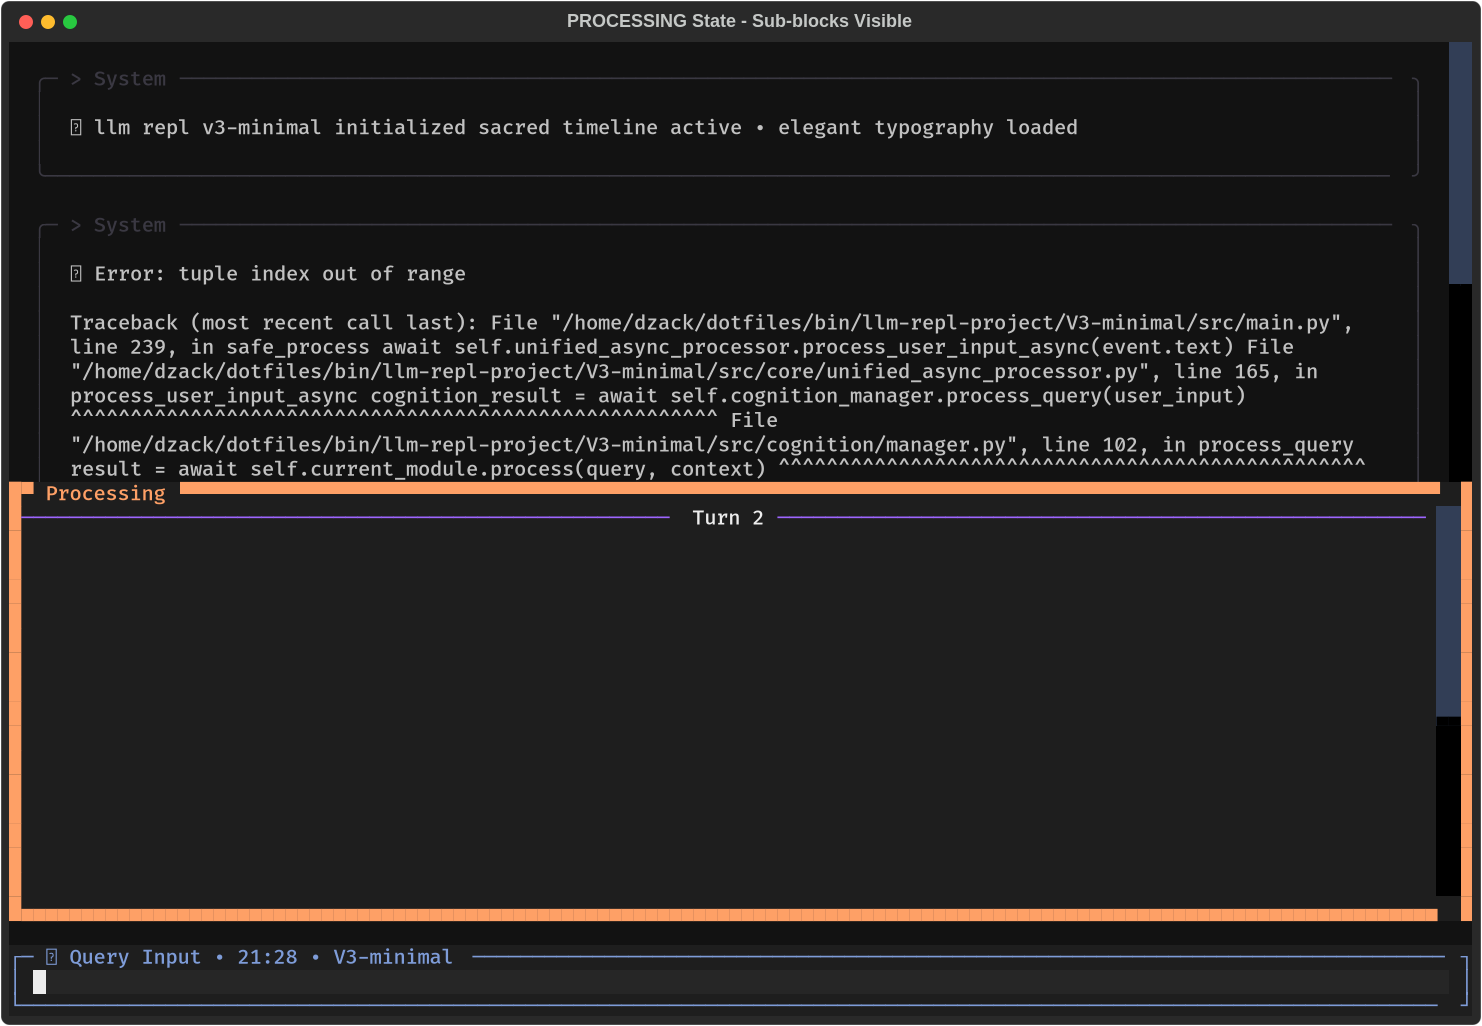 PROCESSING State - Sub-blocks Visible
> System
llm repl v3-minimal initialized sacred timeline active • elegant typography loaded
> System
Error: tuple index out of range
Traceback (most recent call last): File "/home/dzack/dotfiles/bin/llm-repl-project/V3-minimal/src/main.py",
line 239, in safe_process await self.unified_async_processor.process_user_input_async(event.text) File
"/home/dzack/dotfiles/bin/llm-repl-project/V3-minimal/src/core/unified_async_processor.py", line 165, in
process_user_input_async cognition_result = await self.cognition_manager.process_query(user_input)
^^^^^^^^^^^^^^^^^^^^^^^^^^^^^^^^^^^^^^^^^^^^^^^^^^^^^^ File
"/home/dzack/dotfiles/bin/llm-repl-project/V3-minimal/src/cognition/manager.py", line 102, in process_query
result = await self.current_module.process(query, context) ^^^^^^^^^^^^^^^^^^^^^^^^^^^^^^^^^^^^^^^^^^^^^^^^^
Processing
Turn 2
Query Input • 21:28 • V3-minimal